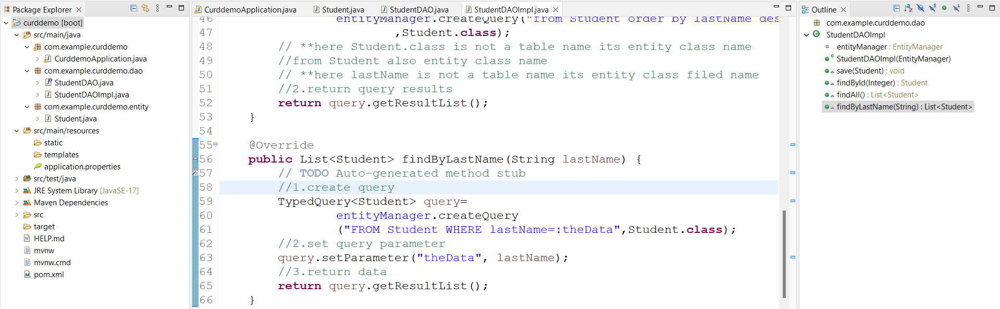 Package Explorer
curddemo [boot]
src/main/java
com.example.curddemo
CurddemoApplication.java
com.example.curddemo.dao
StudentDAO.java
StudentDAOImpl.java
com.example.curddemo.entity
Student.java
src/main/resources
static
templates
application.properties
src/test/java
JRE System Library [JavaSE-17]
Maven Dependencies
src
target
HELP.md
mvnw
mvnw.cmd
pom.xml
CurddemoApplication.java
Student.java
StudentDAO.java
StudentDAOImpl.java
46 entityManager.createQuery("from Student order by lastName des
47 ,Student.class);
48 // **here Student.class is not a table name its entity class name
49 //from Student also entity class name
50 // **here lastName is not a table name its entity class filed name
51 //2.return query results
52 return query.getResultList();
53 }
54
55 @Override
56 public List<Student> findByLastName(String lastName) {
57 // TODO Auto-generated method stub
58 //1.create query
59 TypedQuery<Student> query=
60 entityManager.createQuery
61 ("FROM Student WHERE lastName=:theData",Student.class);
62 //2.set query parameter
63 query.setParameter("theData", lastName);
64 //3.return data
65 return query.getResultList();
66 }
Outline
com.example.curddemo.dao
StudentDAOImpl
entityManager : EntityManager
StudentDAOImpl(EntityManager)
save(Student) : void
findById(Integer) : Student
findAll() : List<Student>
findByLastName(String) : List<Student>